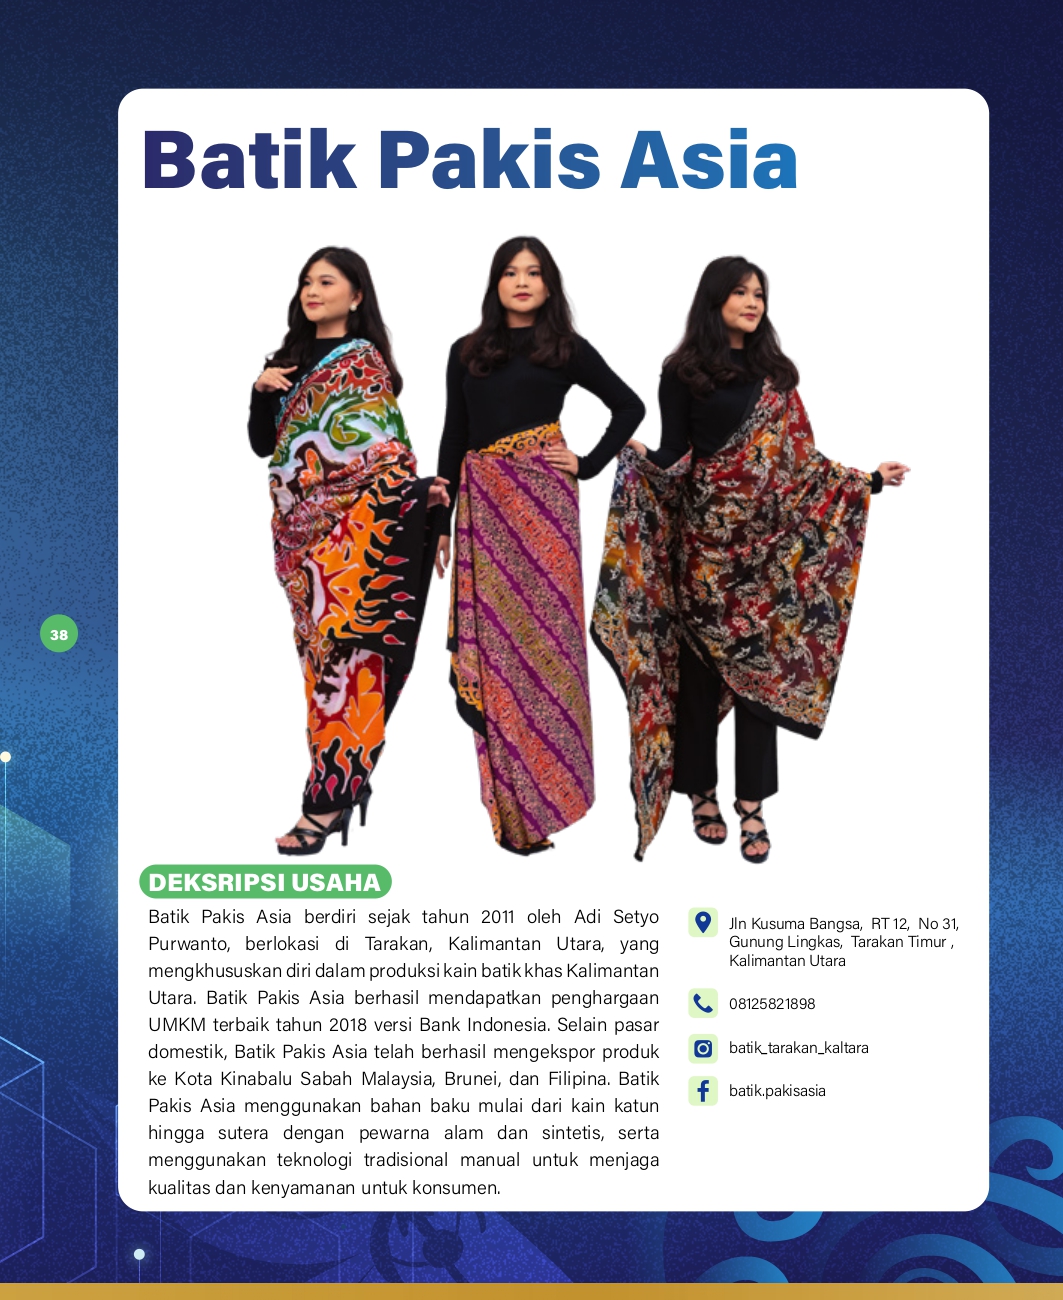 Batik Pakis Asia
38
DEKSRIPSI USAHA
Batik Pakis Asia berdiri sejak tahun 2011 oleh Adi Setyo
Purwanto, berlokasi di Tarakan, Kalimantan Utara, yang
mengkhususkan diri dalam produksi kain batik khas Kalimantan
Utara. Batik Pakis Asia berhasil mendapatkan penghargaan
UMKM terbaik tahun 2018 versi Bank Indonesia. Selain pasar
domestik, Batik Pakis Asia telah berhasil mengekspor produk
ke Kota Kinabalu Sabah Malaysia, Brunei, dan Filipina. Batik
Pakis Asia menggunakan bahan baku mulai dari kain katun
hingga sutera dengan pewarna alam dan sintetis, serta
menggunakan teknologi tradisional manual untuk menjaga
kualitas dan kenyamanan untuk konsumen.
Jln Kusuma Bangsa, RT 12, No 31,
Gunung Lingkas, Tarakan Timur ,
Kalimantan Utara
08125821898
batik_tarakan_kaltara
batik.pakisasia